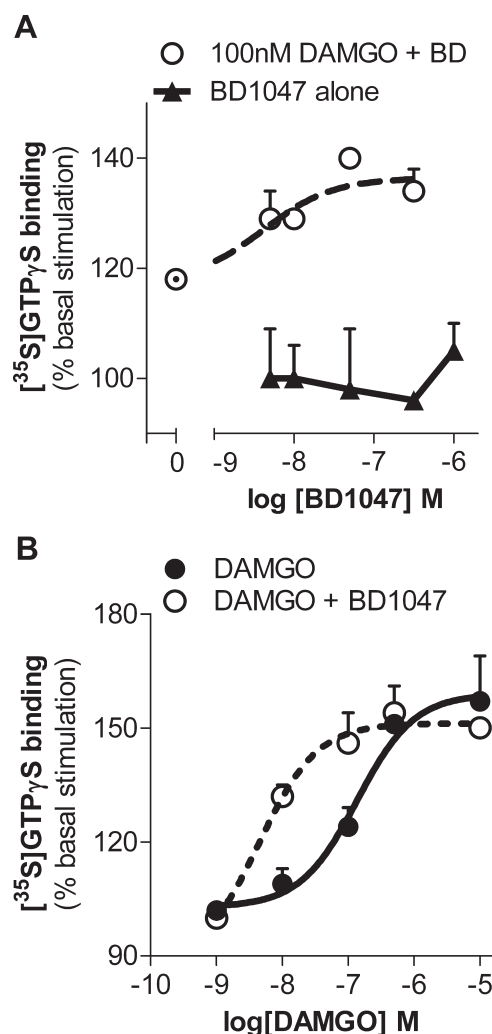 A
100nM DAMGO + BD
BD1047 alone
[³⁵S]GTPγS binding
(% basal stimulation)
140
120
100
0
-9
-8
-7
-6
log [BD1047] M
B
DAMGO
DAMGO + BD1047
[³⁵S]GTPγS binding
(% basal stimulation)
180
150
120
90
-10
-9
-8
-7
-6
-5
log[DAMGO] M